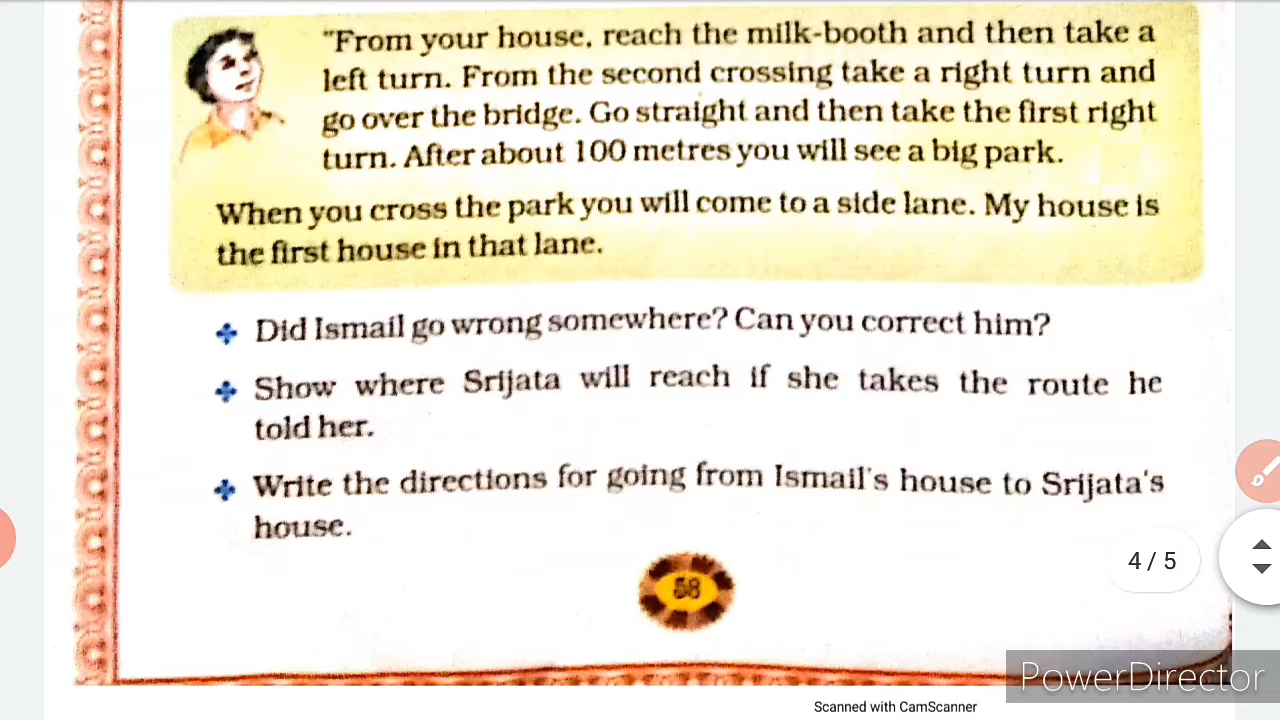 "From your house, reach the milk-booth and then take a
left turn. From the second crossing take a right turn and
go over the bridge. Go straight and then take the first right
turn. After about 100 metres you will see a big park.
When you cross the park you will come to a side lane. My house is
the first house in that lane.
Did Ismail go wrong somewhere? Can you correct him?
Show where Srijata will reach if she takes the route he
told her.
Write the directions for going from Ismail's house to Srijata's
house.
58
4 / 5
PowerDirector
Scanned with CamScanner